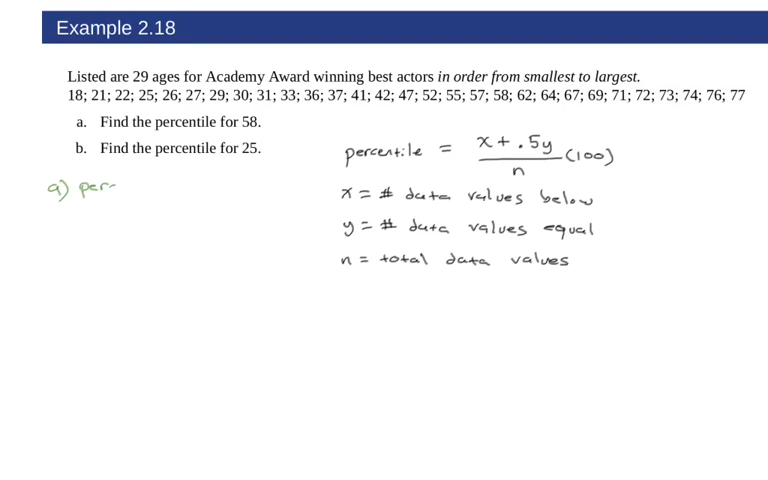 Example 2.18
Listed are 29 ages for Academy Award winning best actors in order from smallest to largest.
18; 21; 22; 25; 26; 27; 29; 30; 31; 33; 36; 37; 41; 42; 47; 52; 55; 57; 58; 62; 64; 67; 69; 71; 72; 73; 74; 76; 77
a. Find the percentile for 58.
b. Find the percentile for 25.
percentile = x + .5y / n (100)
a) per
x = # data values below
y = # data values equal
n = total data values